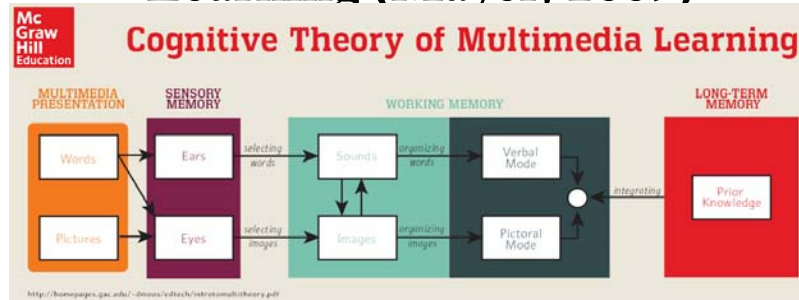 Mc
Graw
Hill
Education
Cognitive Theory of Multimedia Learning
MULTIMEDIA
PRESENTATION
SENSORY
MEMORY
WORKING MEMORY
LONG-TERM
MEMORY
Words
Ears
selecting
words
Sounds
organizing
words
Verbal
Mode
integrating
Prior
Knowledge
Pictures
Eyes
selecting
images
Images
organizing
images
Pictoral
Mode
http://homepages.gac.edu/~dmoos/edtech/introtomultitheory.pdf